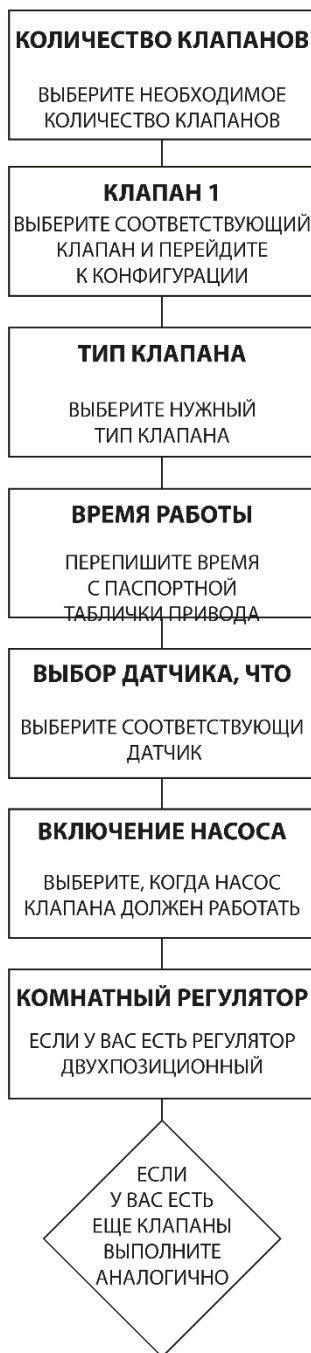 КОЛИЧЕСТВО КЛАПАНОВ
ВЫБЕРИТЕ НЕОБХОДИМОЕ
КОЛИЧЕСТВО КЛАПАНОВ
КЛАПАН 1
ВЫБЕРИТЕ СООТВЕТСТВУЮЩИЙ
КЛАПАН И ПЕРЕЙДИТЕ
К КОНФИГУРАЦИИ
ТИП КЛАПАНА
ВЫБЕРИТЕ НУЖНЫЙ
ТИП КЛАПАНА
ВРЕМЯ РАБОТЫ
ПЕРЕПИШИТЕ ВРЕМЯ
С ПАСПОРТНОЙ
ТАБЛИЧКИ ПРИВОДА
ВЫБОР ДАТЧИКА, ЧТО
ВЫБЕРИТЕ СООТВЕТСТВУЮЩИ
ДАТЧИК
ВКЛЮЧЕНИЕ НАСОСА
ВЫБЕРИТЕ, КОГДА НАСОС
КЛАПАНА ДОЛЖЕН РАБОТАТЬ
КОМНАТНЫЙ РЕГУЛЯТОР
ЕСЛИ У ВАС ЕСТЬ РЕГУЛЯТОР
ДВУХПОЗИЦИОННЫЙ
ЕСЛИ
У ВАС ЕСТЬ
ЕЩЕ КЛАПАНЫ
ВЫПОЛНИТЕ
АНАЛОГИЧНО